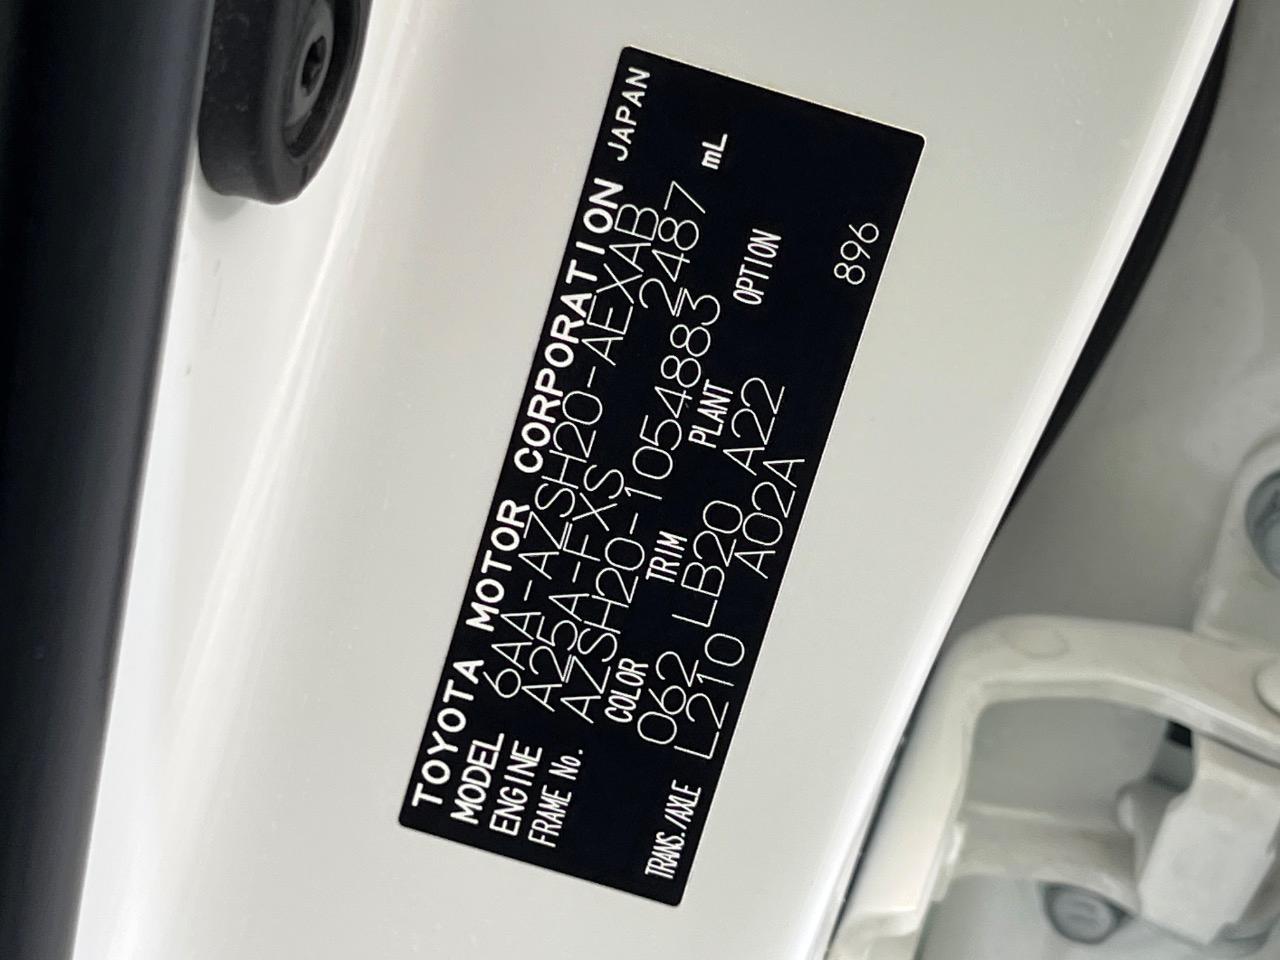 TOYOTA MOTOR CORPORATION JAPAN
MODEL 6AA-AZSH20-AEXAB
ENGINE A25A-FXS 2487 mL
FRAME No. AZSH20-1054883
COLOR TRIM PLANT OPTION
062 LB20 A22
TRANS./AXLE L210 A02A 896